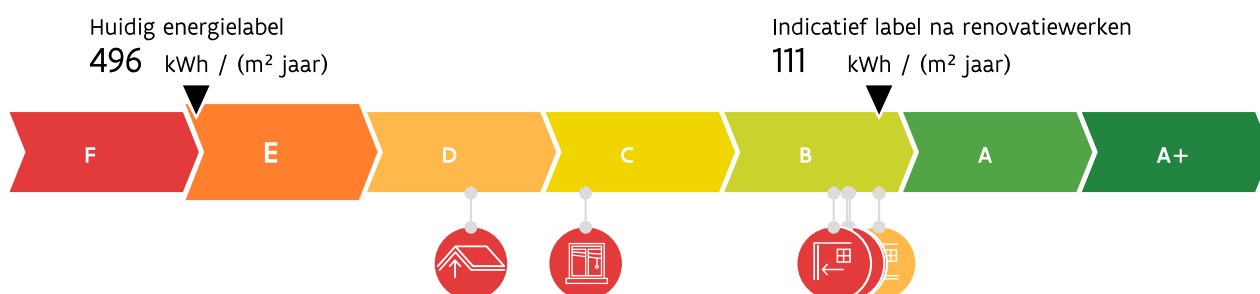 Huidig energielabel
496 kWh / (m² jaar)
Indicatief label na renovatiewerken
111 kWh / (m² jaar)
F E D C B A A+